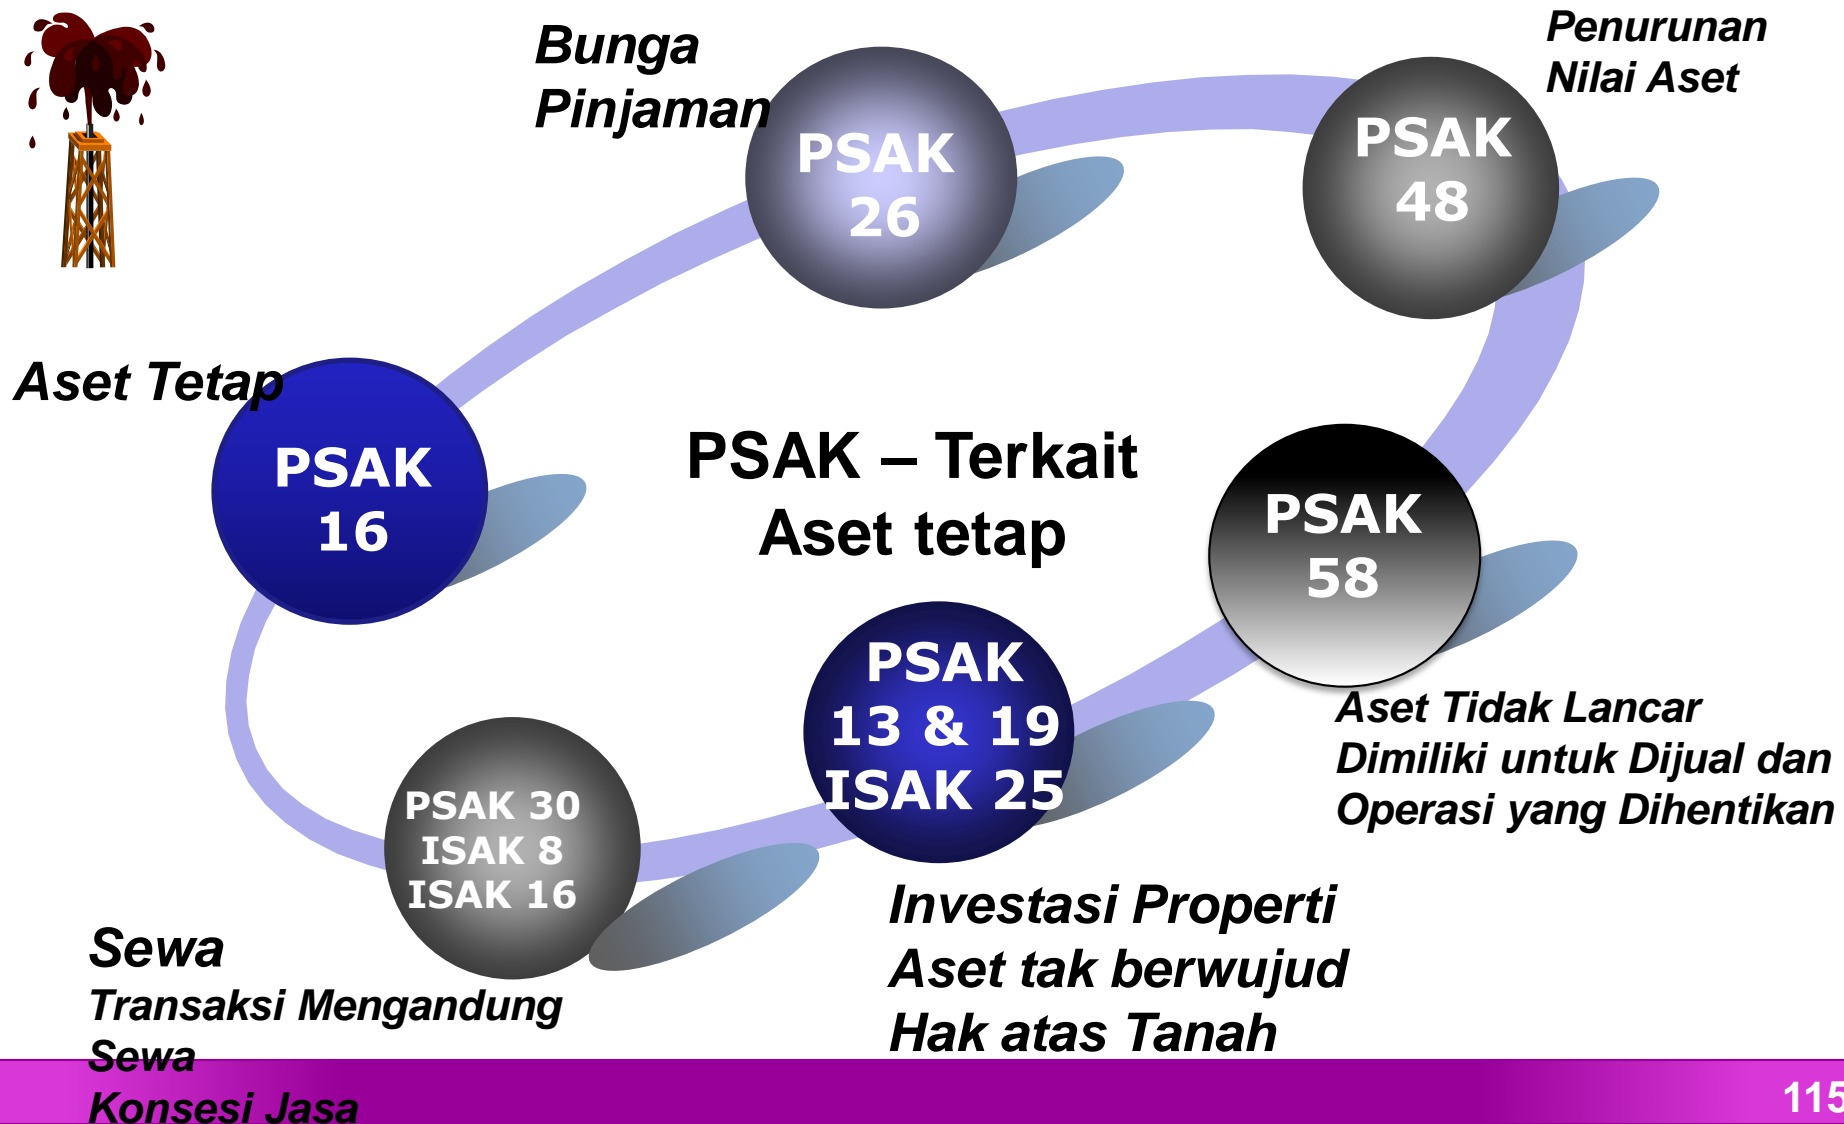 Bunga
Pinjaman
PSAK
26
Penurunan
Nilai Aset
PSAK
48
Aset Tetap
PSAK
16
PSAK – Terkait
Aset tetap
PSAK
58
Aset Tidak Lancar
Dimiliki untuk Dijual dan
Operasi yang Dihentikan
PSAK
13 & 19
ISAK 25
Investasi Properti
Aset tak berwujud
Hak atas Tanah
PSAK 30
ISAK 8
ISAK 16
Sewa
Transaksi Mengandung
Sewa
Konsesi Jasa
115